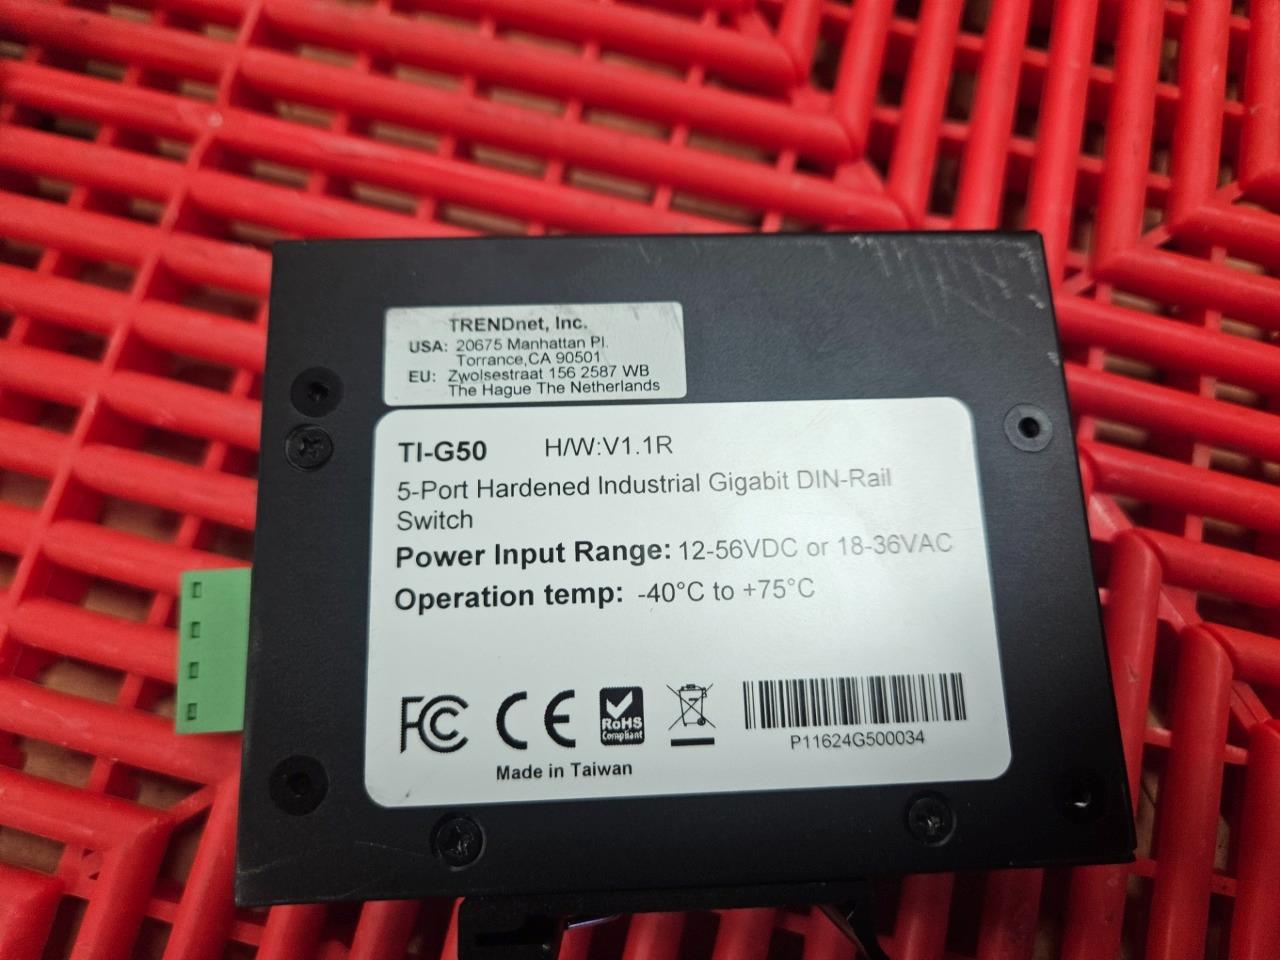 TRENDnet, Inc.
USA: 20675 Manhattan Pl.
Torrance,CA 90501
EU: Zwolsestraat 156 2587 WB
The Hague The Netherlands
TI-G50 H/W:V1.1R
5-Port Hardened Industrial Gigabit DIN-Rail
Switch
Power Input Range: 12-56VDC or 18-36VAC
Operation temp: -40°C to +75°C
FC CE RoHS
Compliant
P11624G500034
Made in Taiwan